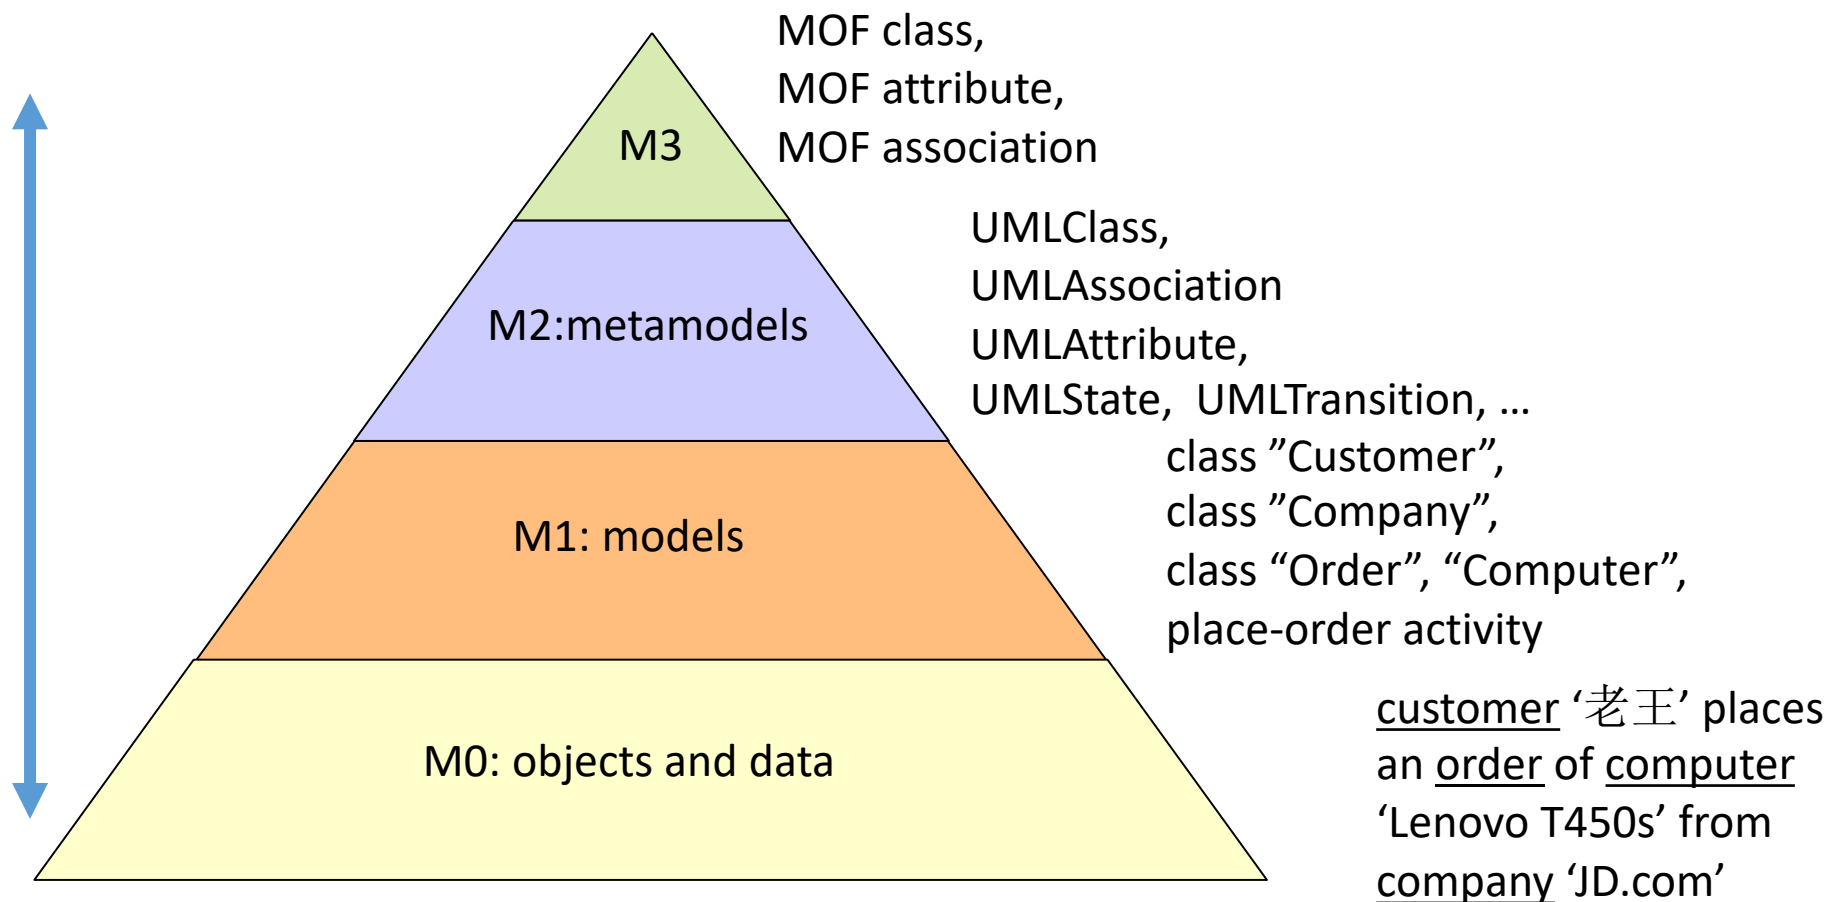 MOF class,
MOF attribute,
MOF association
M3
UMLClass,
UMLAssociation
UMLAttribute,
UMLState, UMLTransition, ...
M2:metamodels
class ”Customer”,
class ”Company”,
class “Order”, “Computer”,
place-order activity
M1: models
customer ‘老王’ places
an order of computer
‘Lenovo T450s’ from
company ‘JD.com’
M0: objects and data